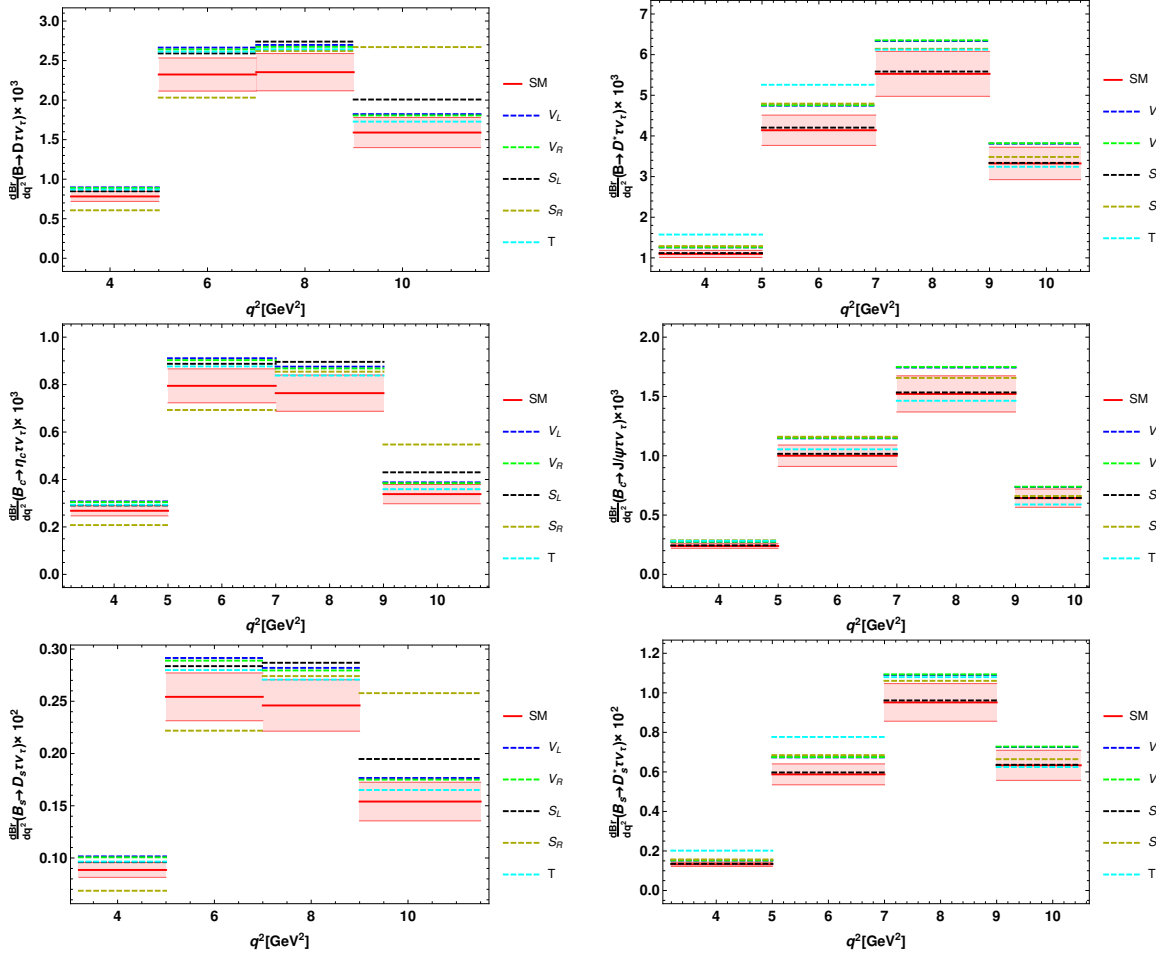 dBr/dq² (B→Dτν_τ)×10³
3.0
2.5
2.0
1.5
1.0
0.5
0.0
4 6 8 10
q² [GeV²]
SM
V_L
V_R
S_L
S_R
T
dBr/dq² (B→D*τν_τ)×10³
7
6
5
4
3
2
1
4 5 6 7 8 9 10
q² [GeV²]
SM
V
V
S
S
T
dBr/dq² (B_c→η_cτν_τ)×10³
1.0
0.8
0.6
0.4
0.2
0.0
4 5 6 7 8 9 10
q² [GeV²]
SM
V_L
V_R
S_L
S_R
T
dBr/dq² (B_c→J/ψτν_τ)×10³
2.0
1.5
1.0
0.5
0.0
4 5 6 7 8 9 10
q² [GeV²]
SM
V
V
S
S
T
dBr/dq² (B_s→D_sτν_τ)×10²
0.30
0.25
0.20
0.15
0.10
4 6 8 10
q² [GeV²]
SM
V_L
V_R
S_L
S_R
T
dBr/dq² (B_s→D_s*τν_τ)×10²
1.2
1.0
0.8
0.6
0.4
0.2
0.0
4 5 6 7 8 9 10
q² [GeV²]
SM
V
V
S
S
T